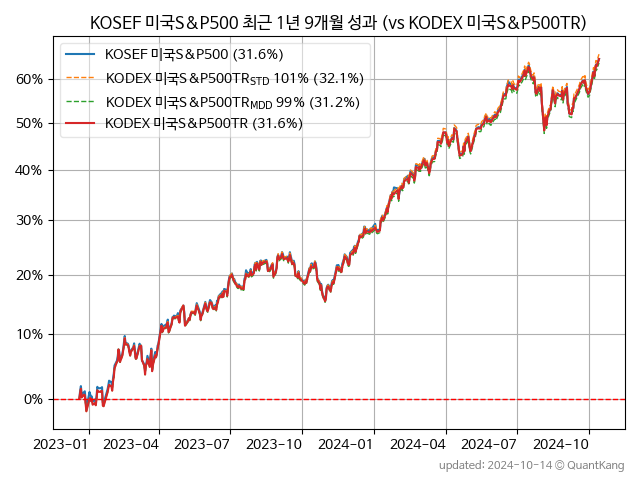 KOSEF 미국S&P500 최근 1년 9개월 성과 (vs KODEX 미국S&P500TR)
KOSEF 미국S&P500 (31.6%)
KODEX 미국S&P500TR_STD 101% (32.1%)
KODEX 미국S&P500TR_MDD 99% (31.2%)
KODEX 미국S&P500TR (31.6%)
60%
50%
40%
30%
20%
10%
0%
2023-01 2023-04 2023-07 2023-10 2024-01 2024-04 2024-07 2024-10
updated: 2024-10-14 © QuantKang